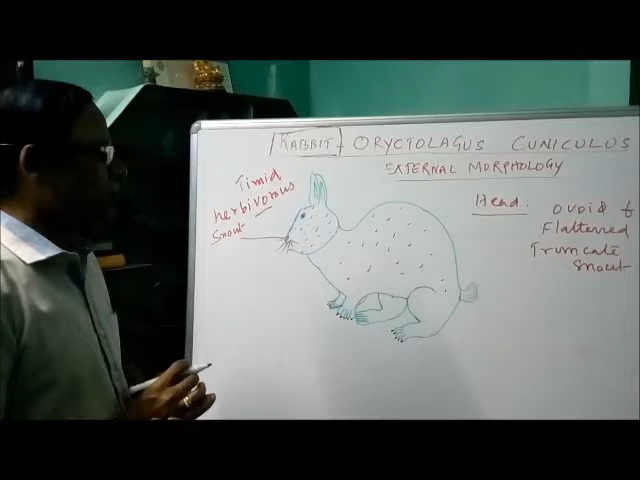 RABBIT - ORYCTOLAGUS CUNICULUS
EXTERNAL MORPHOLOGY
Timid
herbivorous
Snout
Head: ovoid &
Flattened
Truncate
Snout